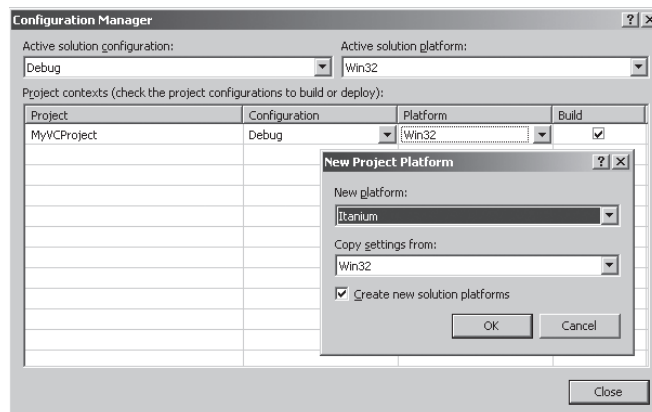 Configuration Manager
Active solution configuration:
Active solution platform:
Debug
Win32
Project contexts (check the project configurations to build or deploy):
Project Configuration Platform Build
MyVCProject Debug Win32
New Project Platform
New platform:
Itanium
Copy settings from:
Win32
Create new solution platforms
OK Cancel
Close